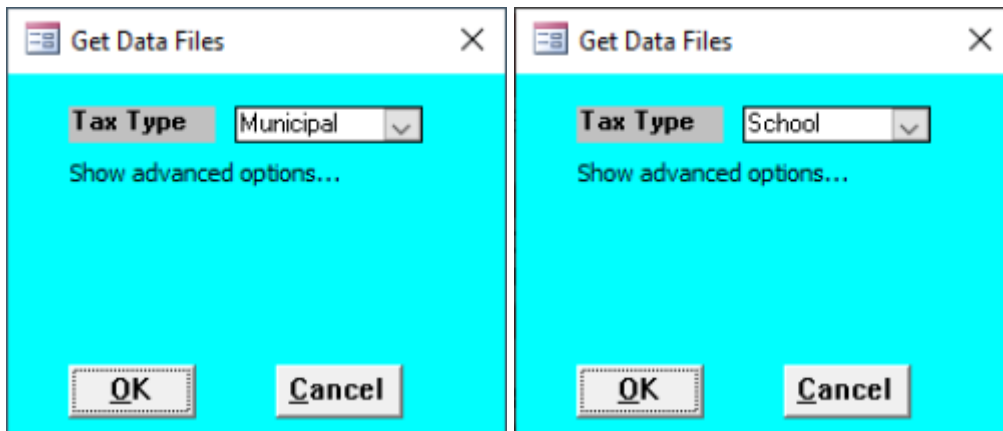 Get Data Files
Tax Type Municipal
Show advanced options...
OK Cancel
Get Data Files
Tax Type School
Show advanced options...
OK Cancel